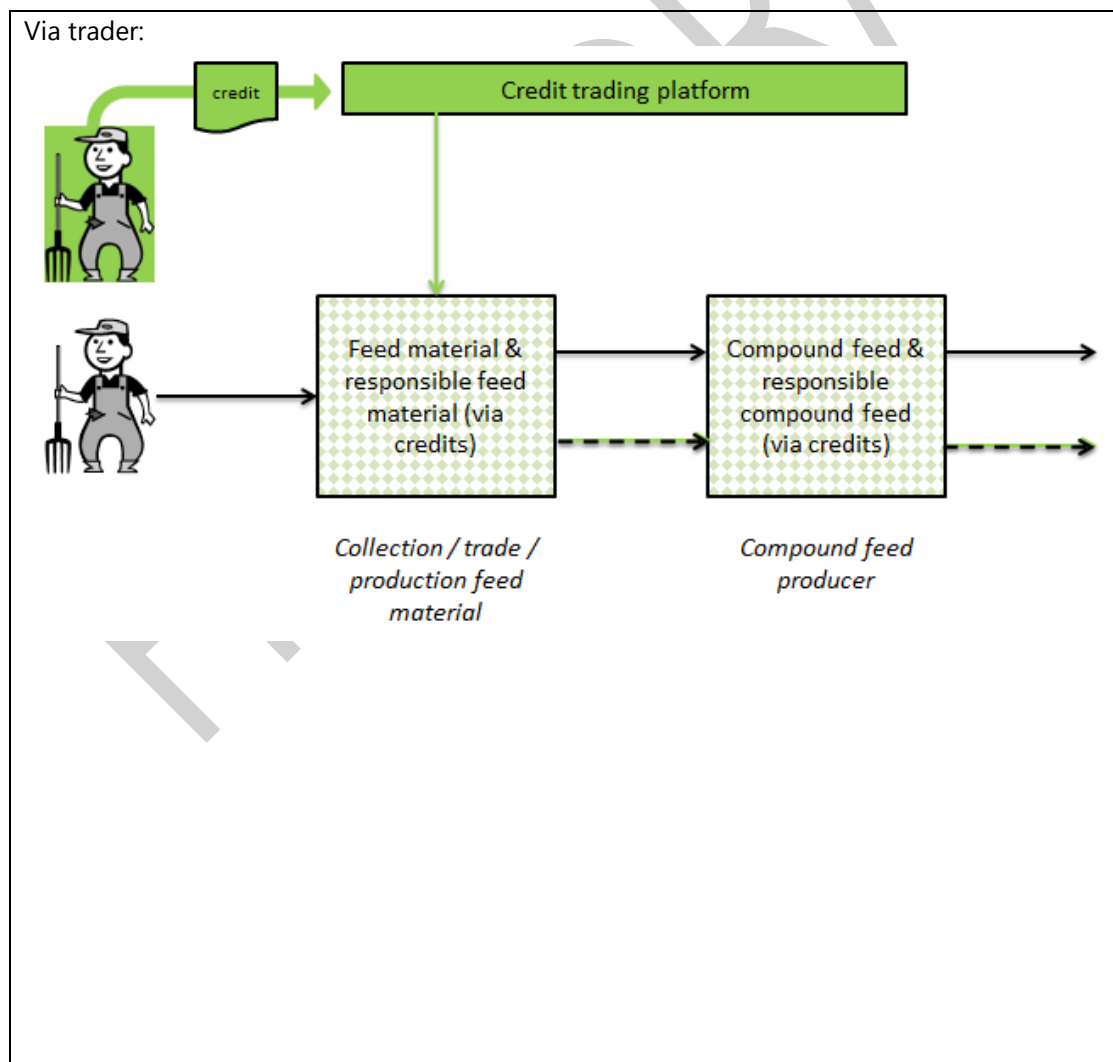 Via trader:
credit
Credit trading platform
Feed material &
responsible feed
material (via
credits)
Compound feed &
responsible
compound feed
(via credits)
Collection / trade /
production feed
material
Compound feed
producer